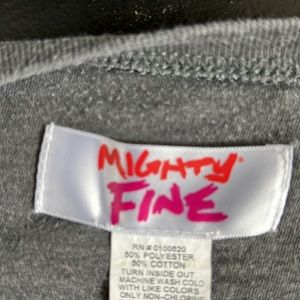 MIGHTY
FINE
RN # 0100520
50% POLYESTER
50% COTTON
TURN INSIDE OUT
MACHINE WASH COLD
WITH LIKE COLORS
ONLY NON-CHLOR